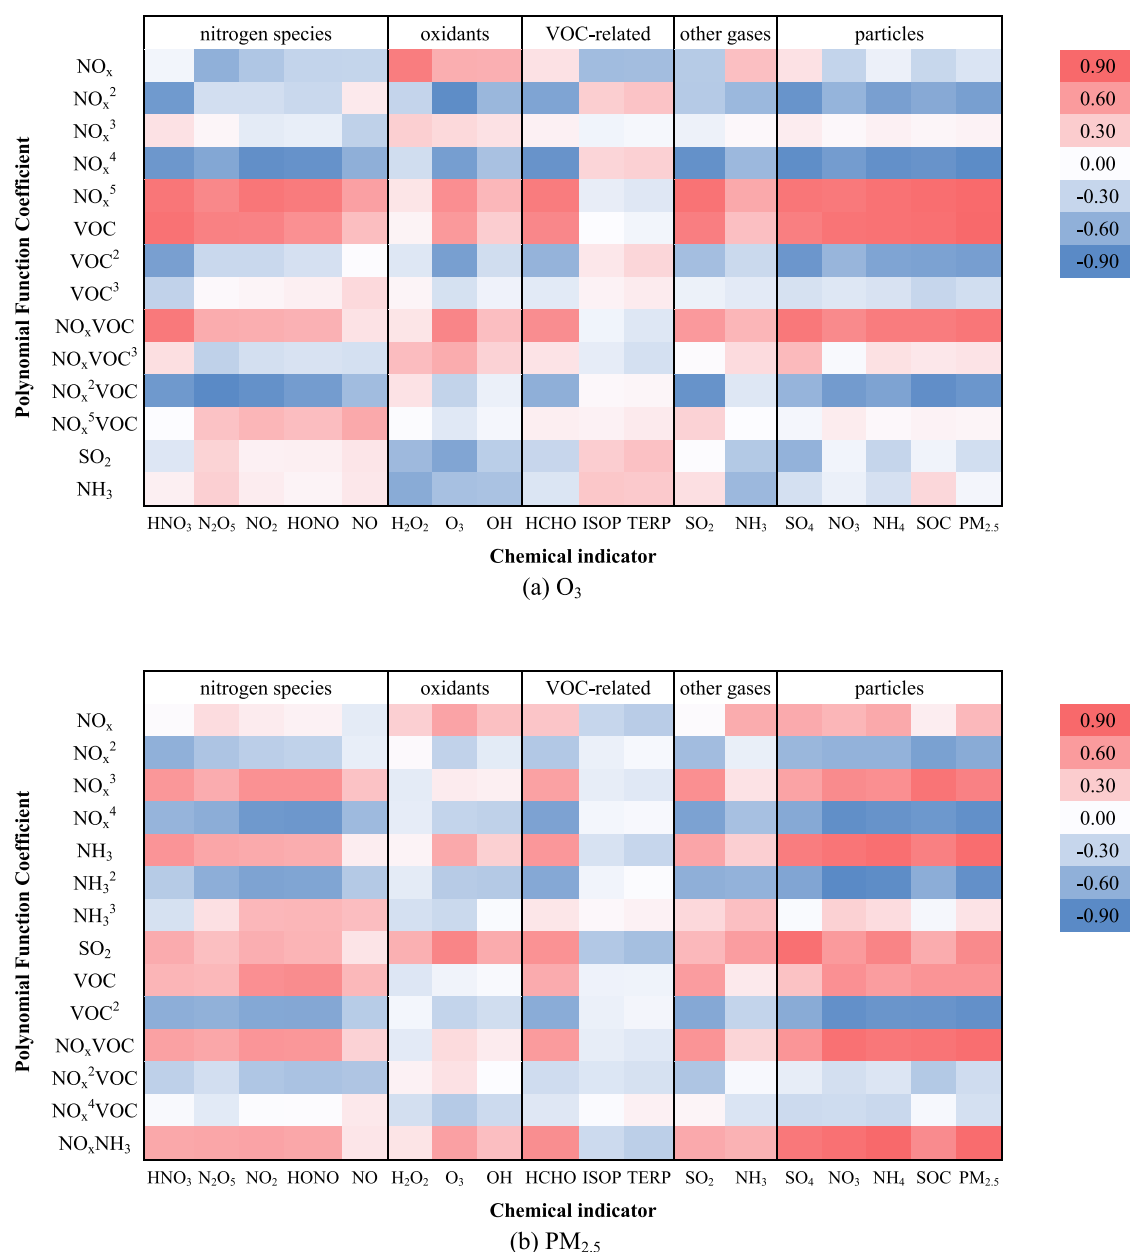 nitrogen species oxidants VOC-related other gases particles
Polynomial Function Coefficient
NOₓ
NOₓ²
NOₓ³
NOₓ⁴
NOₓ⁵
VOC
VOC²
VOC³
NOₓVOC
NOₓVOC³
NOₓ²VOC
NOₓ⁵VOC
SO₂
NH₃
HNO₃ N₂O₅ NO₂ HONO NO H₂O₂ O₃ OH HCHO ISOP TERP SO₂ NH₃ SO₄ NO₃ NH₄ SOC PM₂.₅
Chemical indicator
0.90
0.60
0.30
0.00
-0.30
-0.60
-0.90
(a) O₃
nitrogen species oxidants VOC-related other gases particles
Polynomial Function Coefficient
NOₓ
NOₓ²
NOₓ³
NOₓ⁴
NH₃
NH₃²
NH₃³
SO₂
VOC
VOC²
NOₓVOC
NOₓ²VOC
NOₓ⁴VOC
NOₓNH₃
HNO₃ N₂O₅ NO₂ HONO NO H₂O₂ O₃ OH HCHO ISOP TERP SO₂ NH₃ SO₄ NO₃ NH₄ SOC PM₂.₅
Chemical indicator
0.90
0.60
0.30
0.00
-0.30
-0.60
-0.90
(b) PM₂.₅